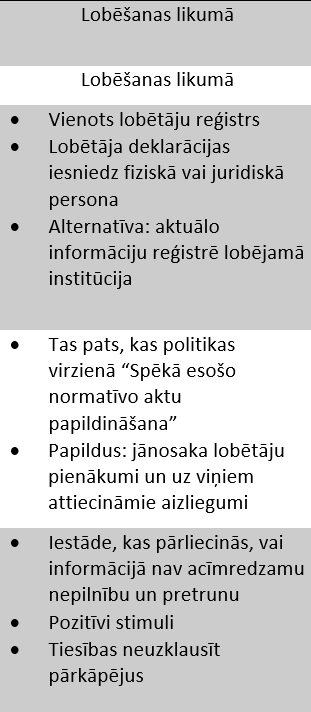 Lobēšanas likumā
Lobēšanas likumā
• Vienots lobētāju reģistrs
• Lobētāja deklarācijas
iesniedz fiziskā vai juridiskā
persona
• Alternatīva: aktuālo
informāciju reģistrē lobējamā
institūcija
• Tas pats, kas politikas
virzienā “Spēkā esošo
normatīvo aktu
papildināšana”
• Papildus: jānosaka lobētāju
pienākumi un uz viņiem
attiecināmie aizliegumi
• Iestāde, kas pārliecinās, vai
informācijā nav acīmredzamu
nepilnību un pretrunu
• Pozitīvi stimuli
• Tiesības neuzklausīt
pārkāpējus